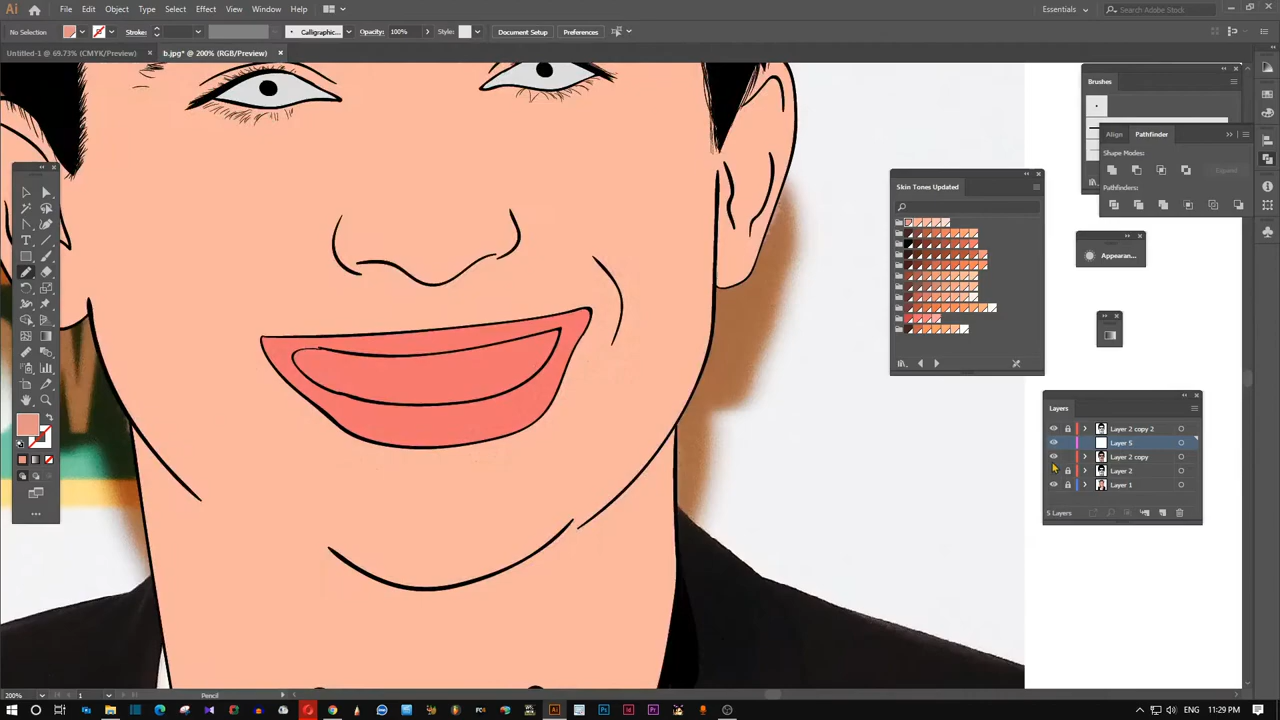 Ai File Edit Object Type Select Effect View Window Help Essentials Search Adobe Stock
No Selection Stroke: Calligraphic... Opacity: 100% Style: Document Setup Preferences
Untitled-1 @ 69.73% (CMYK/Preview) × b.jpg* @ 200% (RGB/Preview) ×
Brushes
Align Pathfinder
Shape Modes:
Expand
Pathfinders:
Skin Tones Updated
Appearan...
Layers
Layer 2 copy 2
Layer 5
Layer 2 copy
Layer 2
Layer 1
5 Layers
200% 1 Pencil
11:29 PM